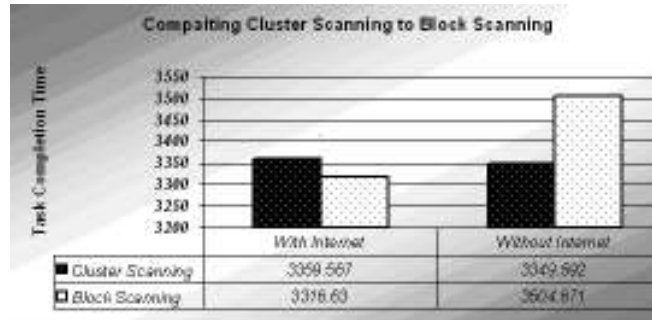 Compaiting Cluster Scanning to Block Scanning
Task Completion Time
3550
3500
3450
3400
3350
3300
3250
3200
With Internet Without Internet
Cluster Scanning 3359.567 3349.692
Block Scanning 3316.63 3504.671